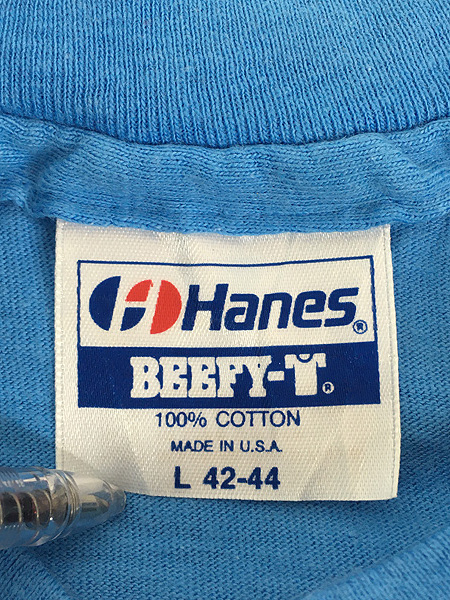 Hanes®
BEEFY-T®
100% COTTON
MADE IN U.S.A.
L 42-44